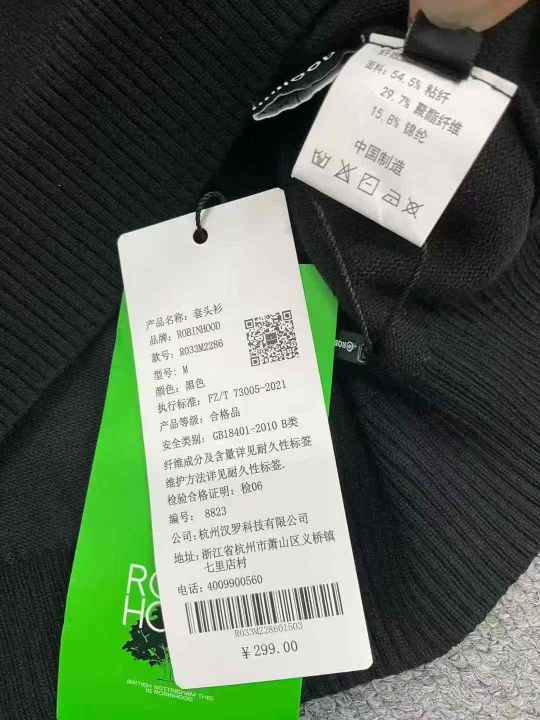 面料: 54.5% 粘纤
29.7% 聚酯纤维
15.8% 锦纶
中国制造
产品名称: 套头衫
品牌: ROBINHOOD
款号: R033M2286
型号: M
颜色: 黑色
执行标准: FZ/T 73005-2021
产品等级: 合格品
安全类别: GB18401-2010 B类
纤维成分及含量详见耐久性标签
维护方法详见耐久性标签.
检验合格证明: 检06
编号: 8823
公司: 杭州汉罗科技有限公司
地址: 浙江省杭州市萧山区义桥镇
七里店村
电话: 4009900560
R033M228601503
￥299.00
RO
HO
BRITISH NOTTINGHAM THIS
IS ROBINHOOD